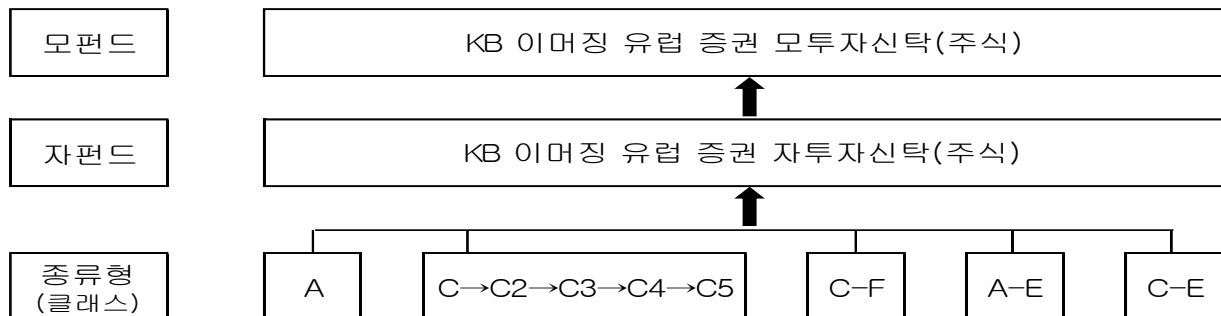 모펀드
KB 이머징 유럽 증권 모투자신탁(주식)
자펀드
KB 이머징 유럽 증권 자투자신탁(주식)
종류형
(클래스)
A
C→C2→C3→C4→C5
C-F
A-E
C-E